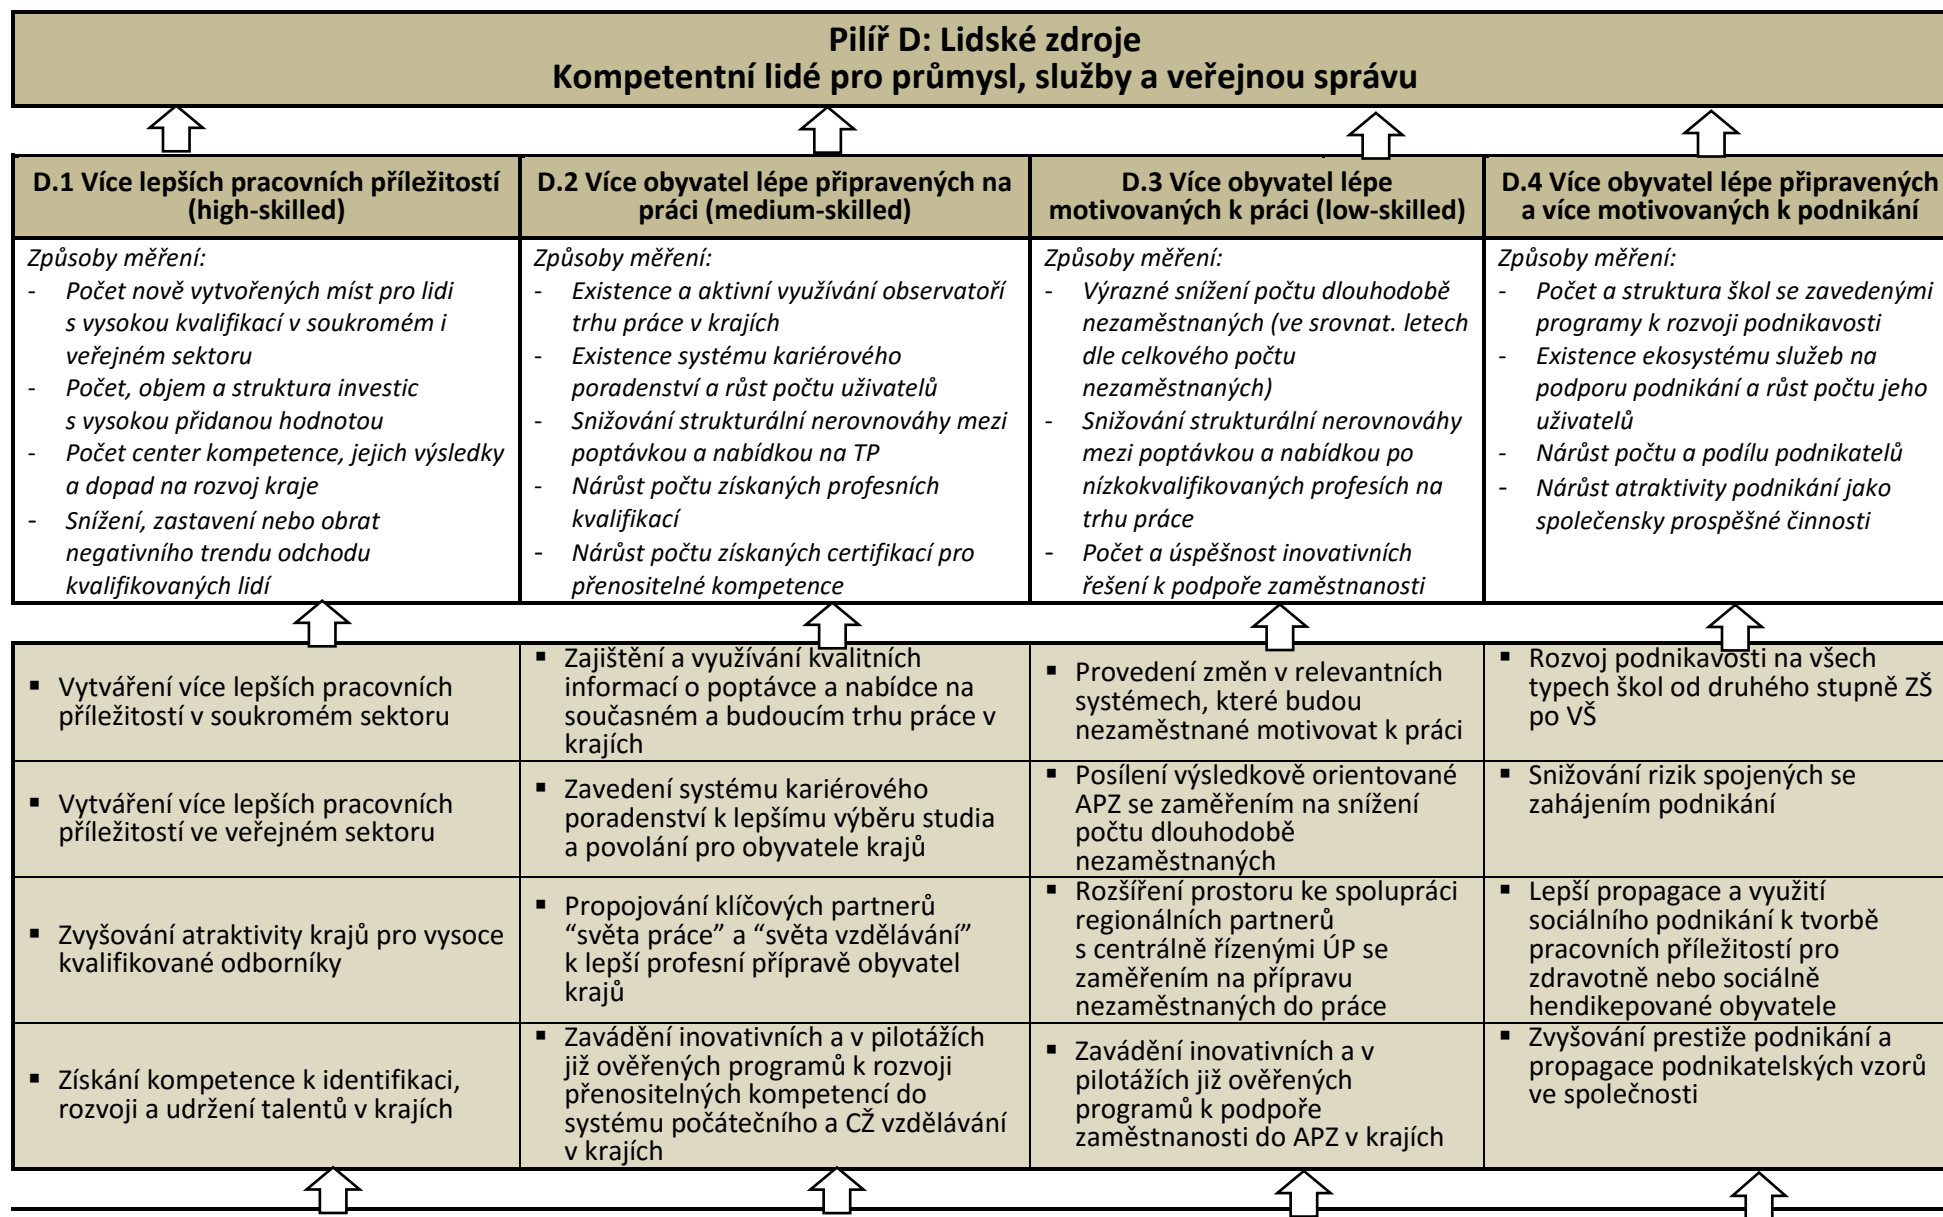 Pilíř D: Lidské zdroje
Kompetentní lidé pro průmysl, služby a veřejnou správu
D.1 Více lepších pracovních příležitostí
(high-skilled)
D.2 Více obyvatel lépe připravených na
práci (medium-skilled)
D.3 Více obyvatel lépe
motivovaných k práci (low-skilled)
D.4 Více obyvatel lépe připravených
a více motivovaných k podnikání
Způsoby měření:
- Počet nově vytvořených míst pro lidi
s vysokou kvalifikací v soukromém i
veřejném sektoru
- Počet, objem a struktura investic
s vysokou přidanou hodnotou
- Počet center kompetence, jejich výsledky
a dopad na rozvoj kraje
- Snížení, zastavení nebo obrat
negativního trendu odchodu
kvalifikovaných lidí
Způsoby měření:
- Existence a aktivní využívání observatoří
trhu práce v krajích
- Existence systému kariérového
poradenství a růst počtu uživatelů
- Snižování strukturální nerovnováhy mezi
poptávkou a nabídkou na TP
- Nárůst počtu získaných profesních
kvalifikací
- Nárůst počtu získaných certifikací pro
přenositelné kompetence
Způsoby měření:
- Výrazné snížení počtu dlouhodobě
nezaměstnaných (ve srovnat. letech
dle celkového počtu
nezaměstnaných)
- Snižování strukturální nerovnováhy
mezi poptávkou a nabídkou po
nízkokvalifikovaných profesích na
trhu práce
- Počet a úspěšnost inovativních
řešení k podpoře zaměstnanosti
Způsoby měření:
- Počet a struktura škol se zavedenými
programy k rozvoji podnikavosti
- Existence ekosystému služeb na
podporu podnikání a růst počtu jeho
uživatelů
- Nárůst počtu a podílu podnikatelů
- Nárůst atraktivity podnikání jako
společensky prospěšné činnosti
▪ Vytváření více lepších pracovních
příležitostí v soukromém sektoru
▪ Zajištění a využívání kvalitních
informací o poptávce a nabídce na
současném a budoucím trhu práce v
krajích
▪ Provedení změn v relevantních
systémech, které budou
nezaměstnané motivovat k práci
▪ Rozvoj podnikavosti na všech
typech škol od druhého stupně ZŠ
po VŠ
▪ Vytváření více lepších pracovních
příležitostí ve veřejném sektoru
▪ Zavedení systému kariérového
poradenství k lepšímu výběru studia
a povolání pro obyvatele krajů
▪ Posílení výsledkově orientované
APZ se zaměřením na snížení
počtu dlouhodobě
nezaměstnaných
▪ Snižování rizik spojených se
zahájením podnikání
▪ Zvyšování atraktivity krajů pro vysoce
kvalifikované odborníky
▪ Propojování klíčových partnerů
“světa práce” a “světa vzdělávání”
k lepší profesní přípravě obyvatel
krajů
▪ Rozšíření prostoru ke spolupráci
regionálních partnerů
s centrálně řízenými ÚP se
zaměřením na přípravu
nezaměstnaných do práce
▪ Lepší propagace a využití
sociálního podnikání k tvorbě
pracovních příležitostí pro
zdravotně nebo sociálně
hendikepované obyvatele
▪ Získání kompetence k identifikaci,
rozvoji a udržení talentů v krajích
▪ Zavádění inovativních a v pilotážích
již ověřených programů k rozvoji
přenositelných kompetencí do
systému počátečního a CŽ vzdělávání
v krajích
▪ Zavádění inovativních a v
pilotážích již ověřených
programů k podpoře
zaměstnanosti do APZ v krajích
▪ Zvyšování prestiže podnikání a
propagace podnikatelských vzorů
ve společnosti